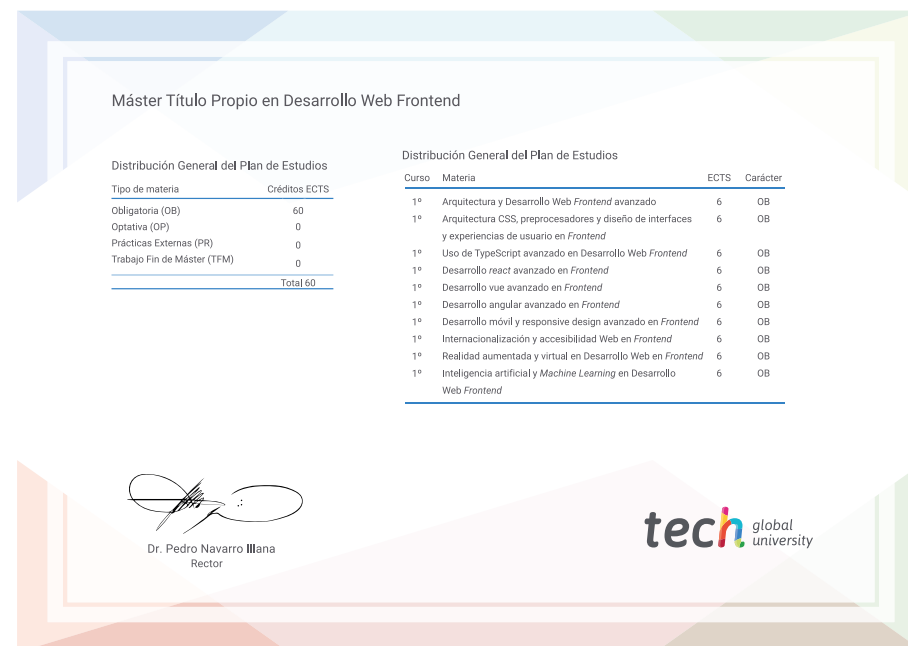 Máster Título Propio en Desarrollo Web Frontend
Distribución General del Plan de Estudios
Tipo de materia Créditos ECTS
Obligatoria (OB) 60
Optativa (OP) 0
Prácticas Externas (PR) 0
Trabajo Fin de Máster (TFM) 0
Total 60
Distribución General del Plan de Estudios
Curso Materia ECTS Carácter
1º Arquitectura y Desarrollo Web Frontend avanzado 6 OB
1º Arquitectura CSS, preprocesadores y diseño de interfaces 6 OB
y experiencias de usuario en Frontend
1º Uso de TypeScript avanzado en Desarrollo Web Frontend 6 OB
1º Desarrollo react avanzado en Frontend 6 OB
1º Desarrollo vue avanzado en Frontend 6 OB
1º Desarrollo angular avanzado en Frontend 6 OB
1º Desarrollo móvil y responsive design avanzado en Frontend 6 OB
1º Internacionalización y accesibilidad Web en Frontend 6 OB
1º Realidad aumentada y virtual en Desarrollo Web en Frontend 6 OB
1º Inteligencia artificial y Machine Learning en Desarrollo 6 OB
Web Frontend
Dr. Pedro Navarro Illana
Rector
tech global
university